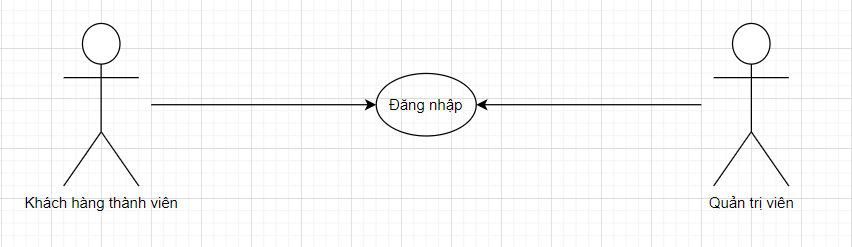 Đăng nhập
Khách hàng thành viên
Quản trị viên